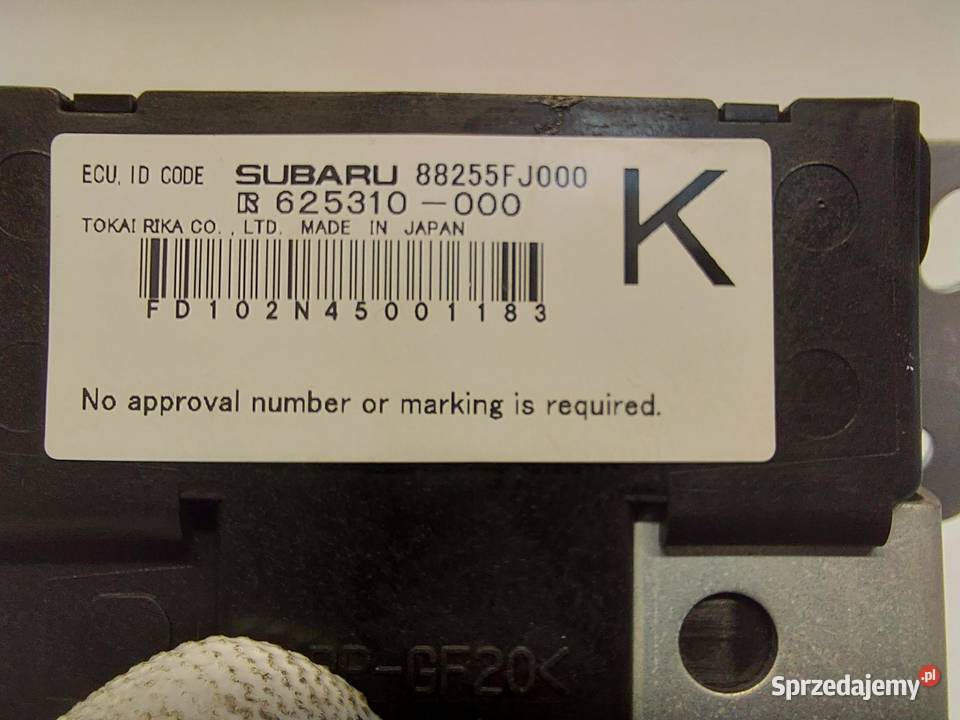 ECU, ID CODE SUBARU 88255FJ000
R 625310-000
TOKAI RIKA CO., LTD. MADE IN JAPAN
K
FD102N45001183
No approval number or marking is required.
-GF20<
Sprzedajemy.pl